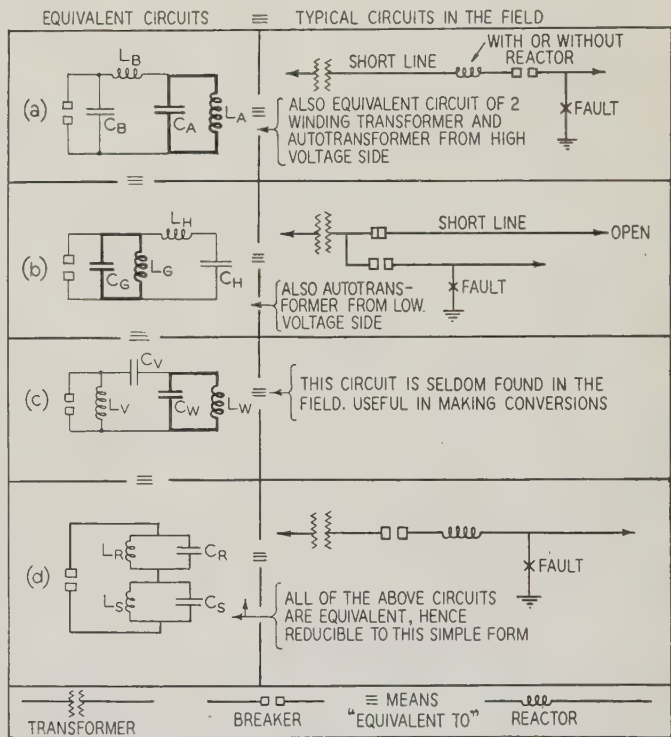 EQUIVALENT CIRCUITS ≡ TYPICAL CIRCUITS IN THE FIELD
(a)
L_B
C_B
C_A
L_A
≡
SHORT LINE
WITH OR WITHOUT
REACTOR
FAULT
ALSO EQUIVALENT CIRCUIT OF 2
WINDING TRANSFORMER AND
AUTOTRANSFORMER FROM HIGH
VOLTAGE SIDE
≡
(b)
L_H
C_G
L_G
C_H
≡
SHORT LINE
OPEN
FAULT
ALSO AUTOTRANS-
FORMER FROM LOW.
VOLTAGE SIDE
≡
(c)
C_V
L_V
C_W
L_W
≡
THIS CIRCUIT IS SELDOM FOUND IN THE
FIELD. USEFUL IN MAKING CONVERSIONS
≡
(d)
L_R
C_R
L_S
C_S
≡
FAULT
ALL OF THE ABOVE CIRCUITS
ARE EQUIVALENT, HENCE
REDUCIBLE TO THIS SIMPLE FORM
TRANSFORMER
BREAKER
≡ MEANS
"EQUIVALENT TO"
REACTOR